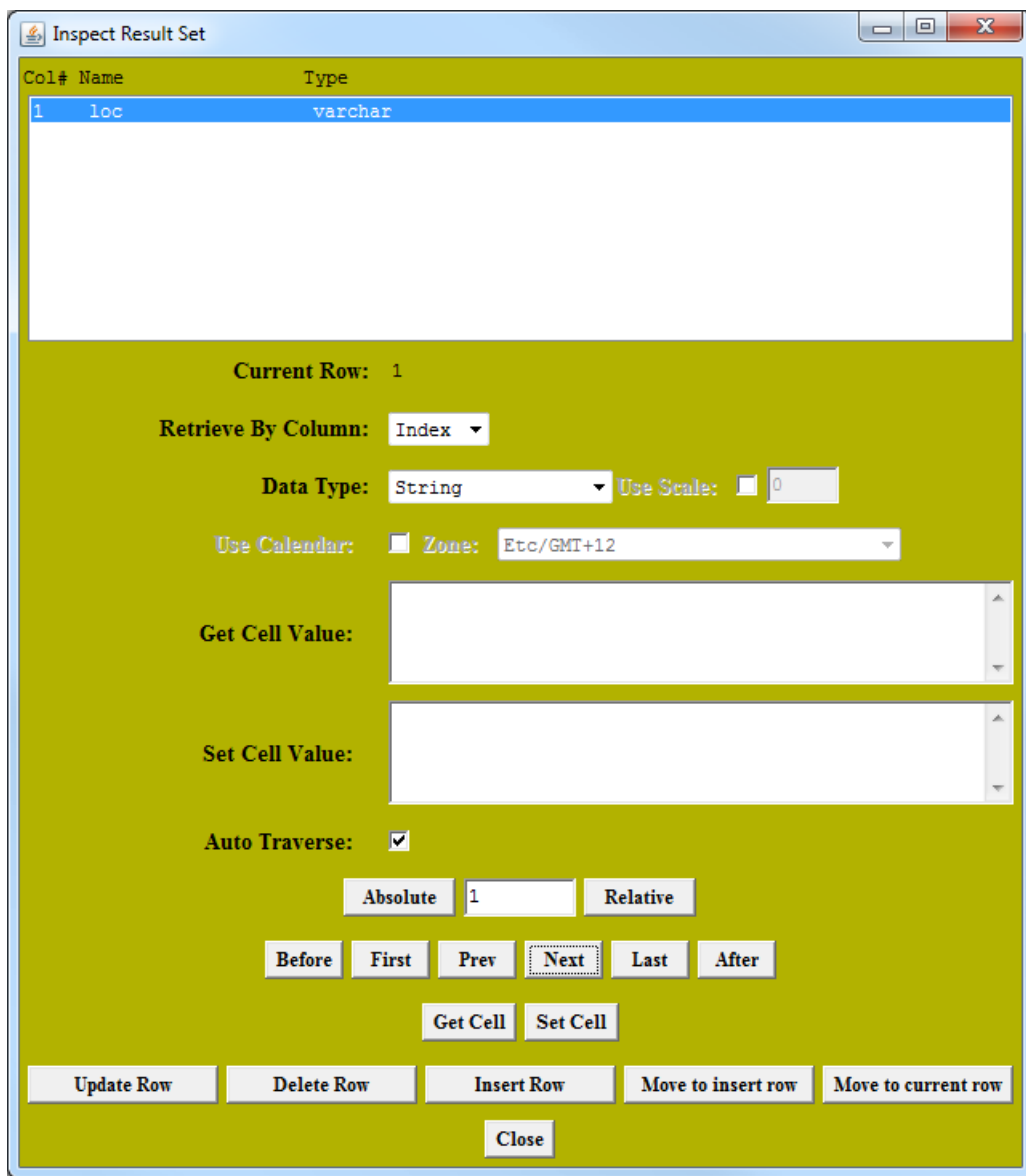 Inspect Result Set
Col# Name Type
1 loc varchar
Current Row: 1
Retrieve By Column: Index
Data Type: String Use Scale: 0
Use Calendar: Zone: Etc/GMT+12
Get Cell Value:
Set Cell Value:
Auto Traverse:
Absolute 1 Relative
Before First Prev Next Last After
Get Cell Set Cell
Update Row Delete Row Insert Row Move to insert row Move to current row
Close